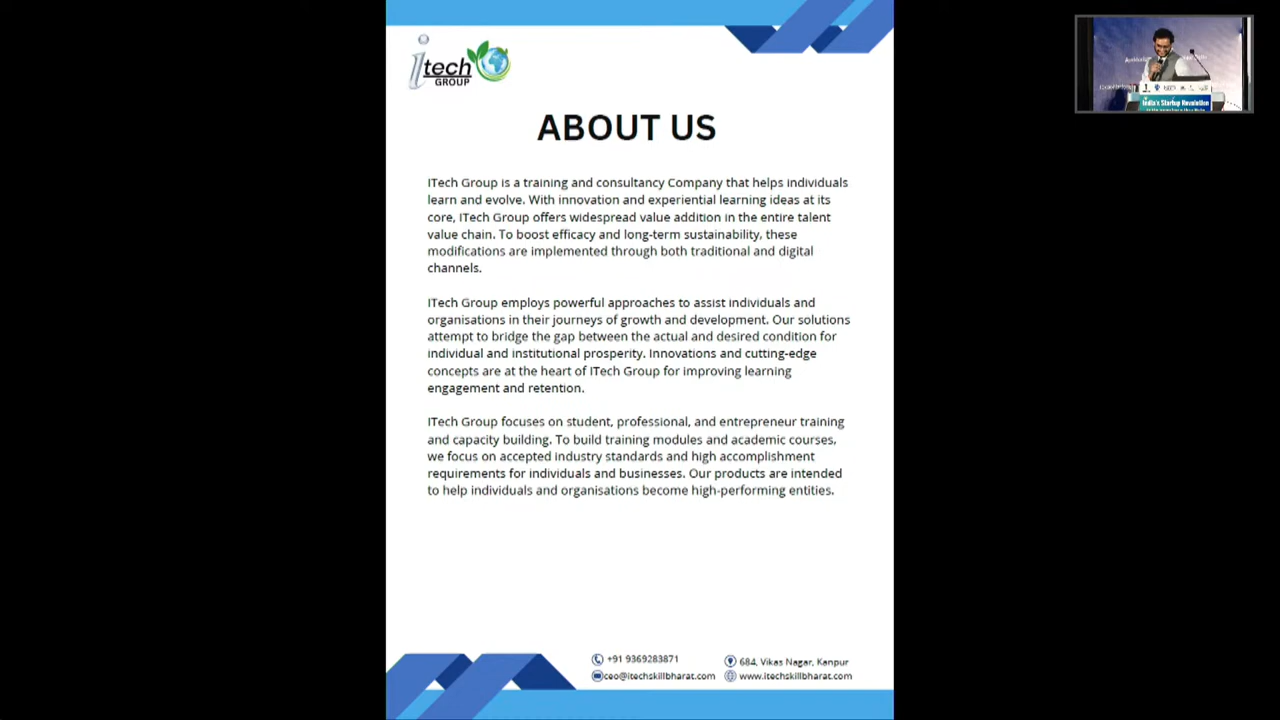 itech
GROUP
ABOUT US
ITech Group is a training and consultancy Company that helps individuals
learn and evolve. With innovation and experiential learning ideas at its
core, ITech Group offers widespread value addition in the entire talent
value chain. To boost efficacy and long-term sustainability, these
modifications are implemented through both traditional and digital
channels.
ITech Group employs powerful approaches to assist individuals and
organisations in their journeys of growth and development. Our solutions
attempt to bridge the gap between the actual and desired condition for
individual and institutional prosperity. Innovations and cutting-edge
concepts are at the heart of ITech Group for improving learning
engagement and retention.
ITech Group focuses on student, professional, and entrepreneur training
and capacity building. To build training modules and academic courses,
we focus on accepted industry standards and high accomplishment
requirements for individuals and businesses. Our products are intended
to help individuals and organisations become high-performing entities.
+91 9369283871
ceo@itechskillbharat.com
684, Vikas Nagar, Kanpur
www.itechskillbharat.com
India's Startup Revolution